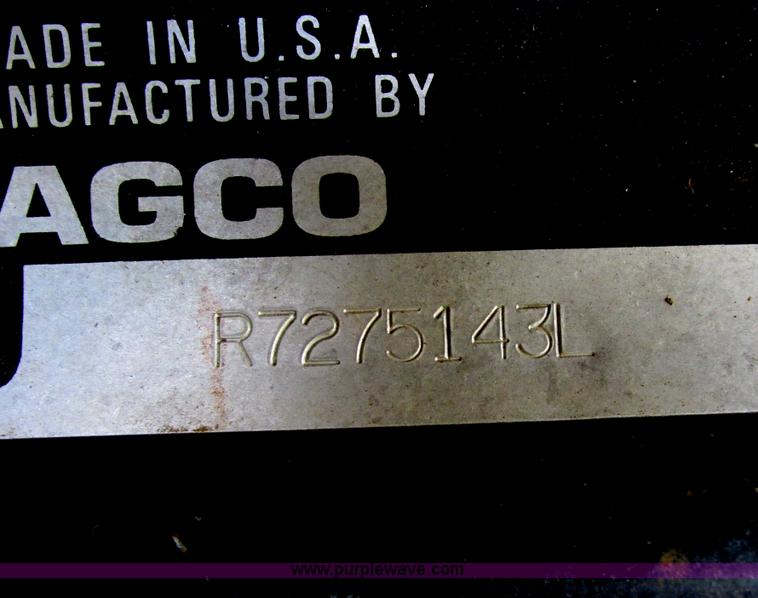 ADE IN U.S.A.
ANUFACTURED BY
AGCO
R7275143L
www.purplewave.com